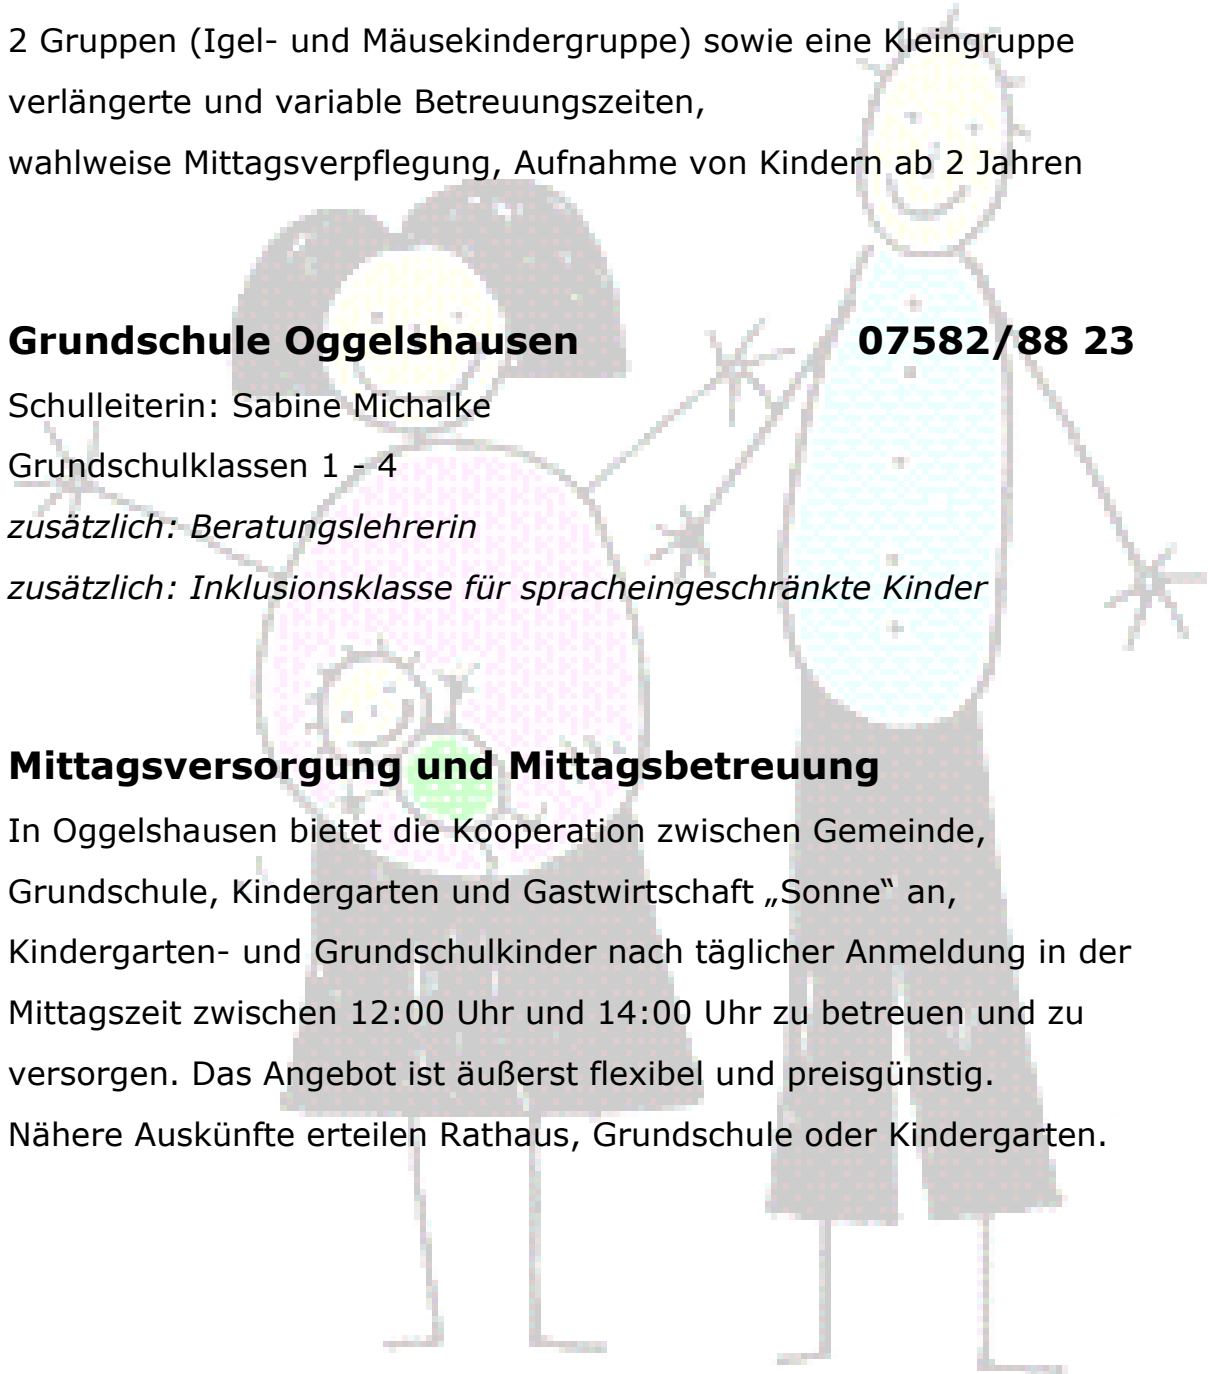 2 Gruppen (Igel- und Mäusekindergruppe) sowie eine Kleingruppe
verlängerte und variable Betreuungszeiten,
wahlweise Mittagsverpflegung, Aufnahme von Kindern ab 2 Jahren
Grundschule Oggelshausen 07582/88 23
Schulleiterin: Sabine Michalke
Grundschulklassen 1 - 4
zusätzlich: Beratungslehrerin
zusätzlich: Inklusionsklasse für spracheingeschränkte Kinder
Mittagsversorgung und Mittagsbetreuung
In Oggelshausen bietet die Kooperation zwischen Gemeinde,
Grundschule, Kindergarten und Gastwirtschaft „Sonne“ an,
Kindergarten- und Grundschulkinder nach täglicher Anmeldung in der
Mittagszeit zwischen 12:00 Uhr und 14:00 Uhr zu betreuen und zu
versorgen. Das Angebot ist äußerst flexibel und preisgünstig.
Nähere Auskünfte erteilen Rathaus, Grundschule oder Kindergarten.